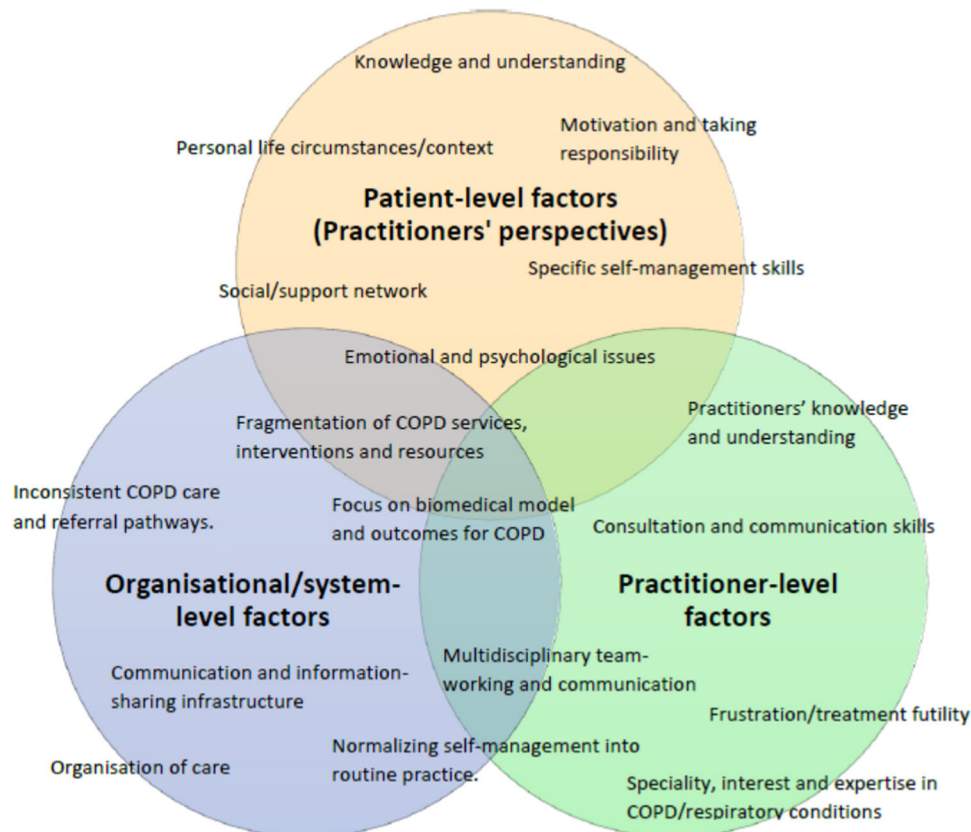 Knowledge and understanding
Motivation and taking
responsibility
Personal life circumstances/context
Patient-level factors
(Practitioners' perspectives)
Specific self-management skills
Social/support network
Emotional and psychological issues
Practitioners’ knowledge
and understanding
Fragmentation of COPD services,
interventions and resources
Inconsistent COPD care
and referral pathways.
Focus on biomedical model
and outcomes for COPD
Consultation and communication skills
Organisational/system-
level factors
Practitioner-level
factors
Multidisciplinary team-
working and communication
Communication and information-
sharing infrastructure
Frustration/treatment futility
Normalizing self-management into
routine practice.
Organisation of care
Speciality, interest and expertise in
COPD/respiratory conditions